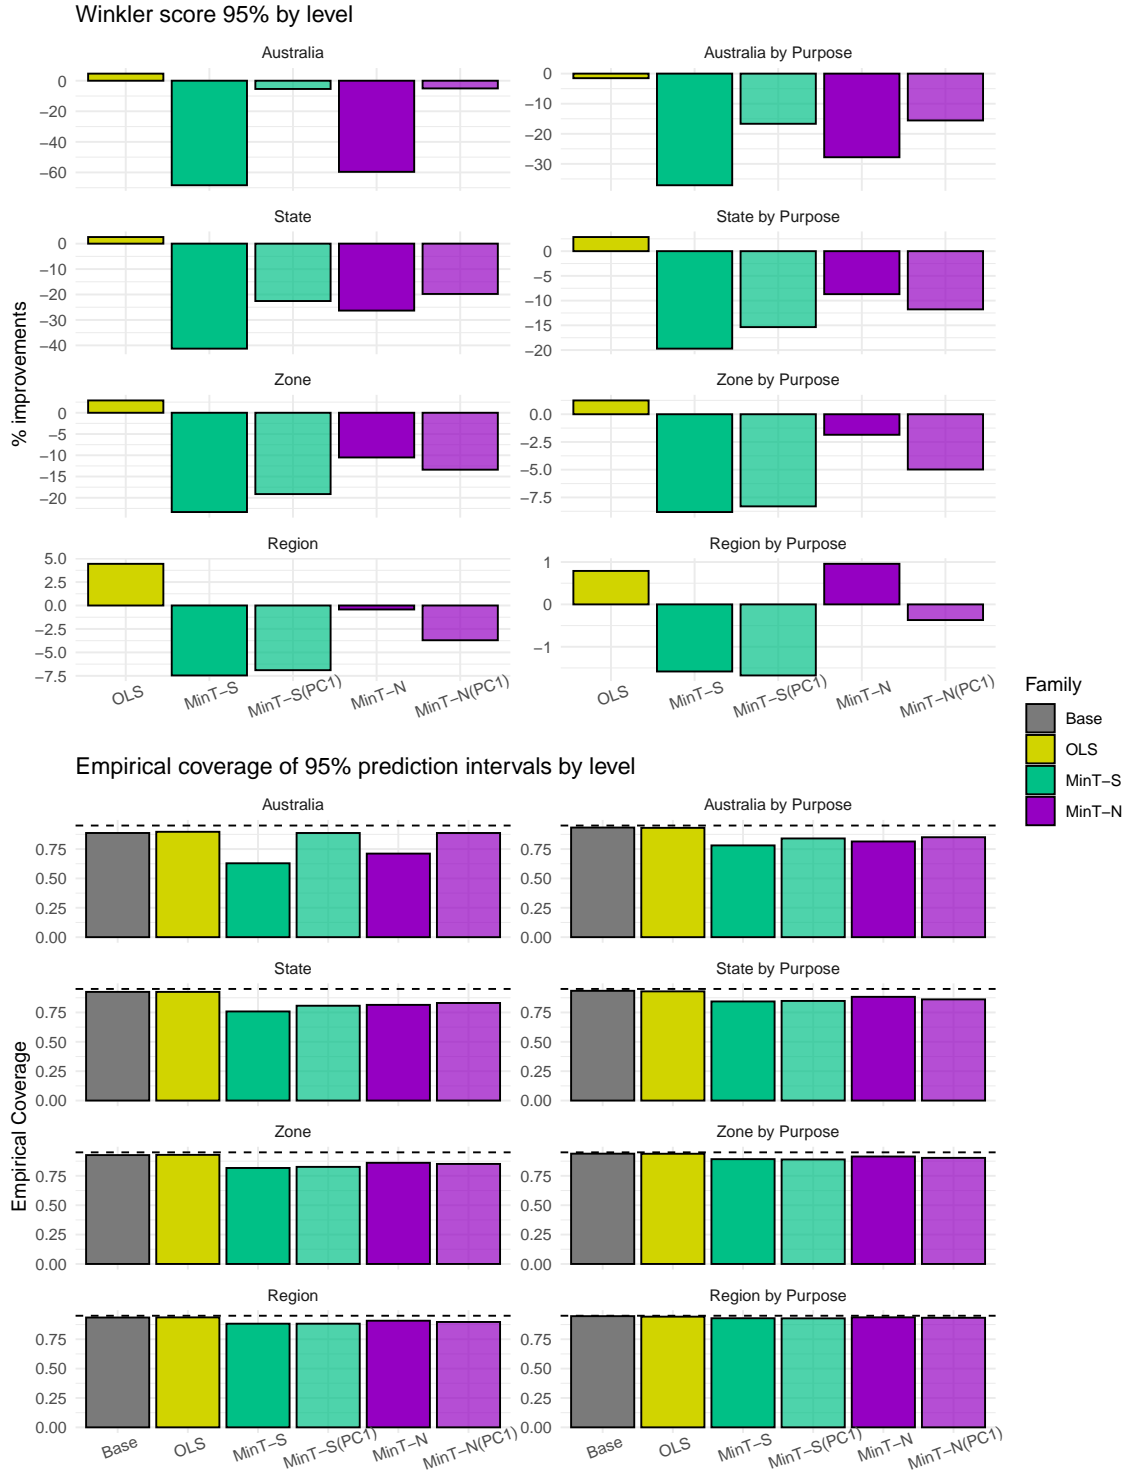 Winkler score 95% by level
% improvements
Australia
0
−20
−40
−60
Australia by Purpose
0
−10
−20
−30
State
0
−10
−20
−30
−40
State by Purpose
0
−5
−10
−15
−20
Zone
0
−5
−10
−15
−20
Zone by Purpose
0.0
−2.5
−5.0
−7.5
Region
5.0
2.5
0.0
−2.5
−5.0
−7.5
Region by Purpose
1
0
−1
OLS
MinT−S
MinT−S(PC1)
MinT−N
MinT−N(PC1)
OLS
MinT−S
MinT−S(PC1)
MinT−N
MinT−N(PC1)
Family
Base
OLS
MinT−S
MinT−N
Empirical coverage of 95% prediction intervals by level
Empirical Coverage
Australia
0.75
0.50
0.25
0.00
Australia by Purpose
0.75
0.50
0.25
0.00
State
0.75
0.50
0.25
0.00
State by Purpose
0.75
0.50
0.25
0.00
Zone
0.75
0.50
0.25
0.00
Zone by Purpose
0.75
0.50
0.25
0.00
Region
0.75
0.50
0.25
0.00
Region by Purpose
0.75
0.50
0.25
0.00
Base
OLS
MinT−S
MinT−S(PC1)
MinT−N
MinT−N(PC1)
Base
OLS
MinT−S
MinT−S(PC1)
MinT−N
MinT−N(PC1)